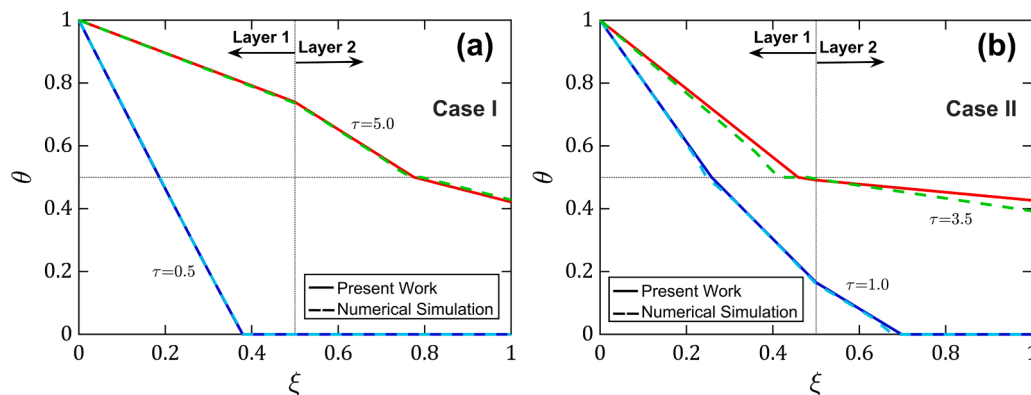 (a)
Layer 1
Layer 2
Case I
τ=5.0
τ=0.5
Present Work
Numerical Simulation
θ
1
0.8
0.6
0.4
0.2
0
0 0.2 0.4 0.6 0.8 1
ξ
(b)
Layer 1
Layer 2
Case II
τ=3.5
τ=1.0
Present Work
Numerical Simulation
θ
1
0.8
0.6
0.4
0.2
0
0 0.2 0.4 0.6 0.8 1
ξ